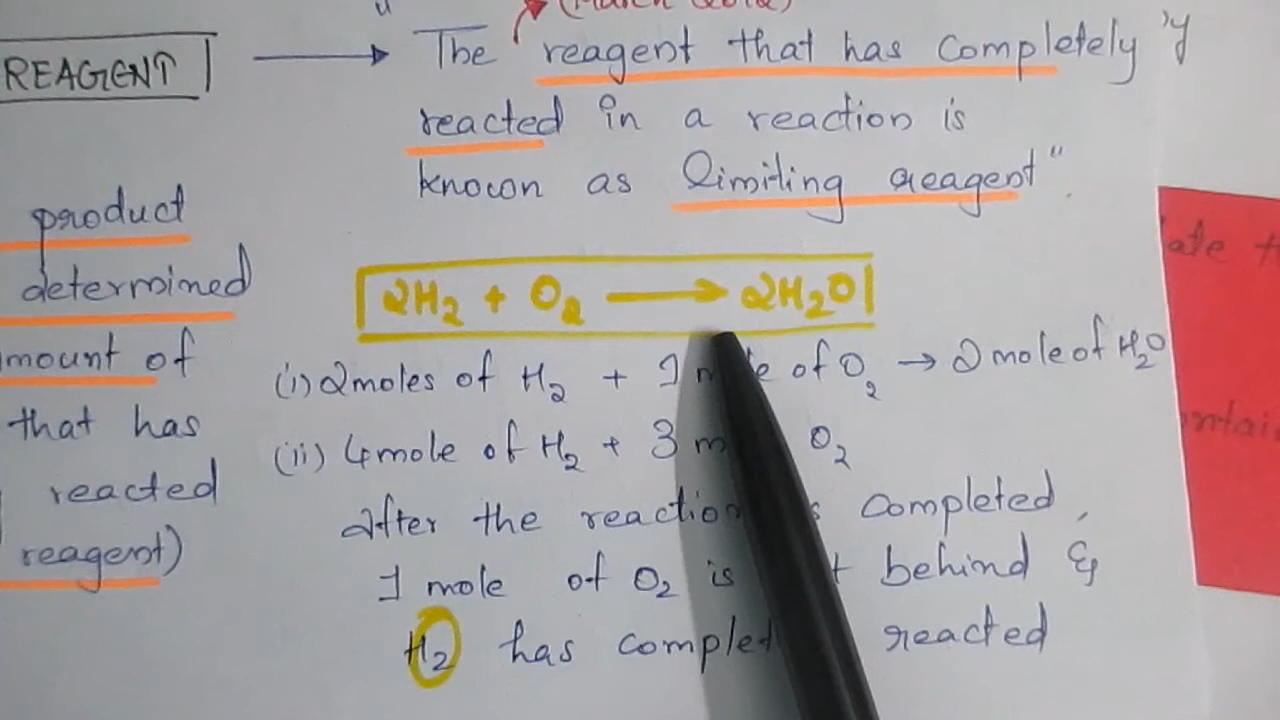 REAGENT
product
determined
mount of
that has
reacted
reagent)
"The reagent that has completely
reacted in a reaction is
known as limiting reagent".
2H2 + O2 → 2H2O
(i) 2moles of H2 + 1 of O2 → 2 mole of H2O
(ii) 4mole of H2 + 3 O2
after the reaction completed,
1 mole of O2 is behind &
H2 has reacted